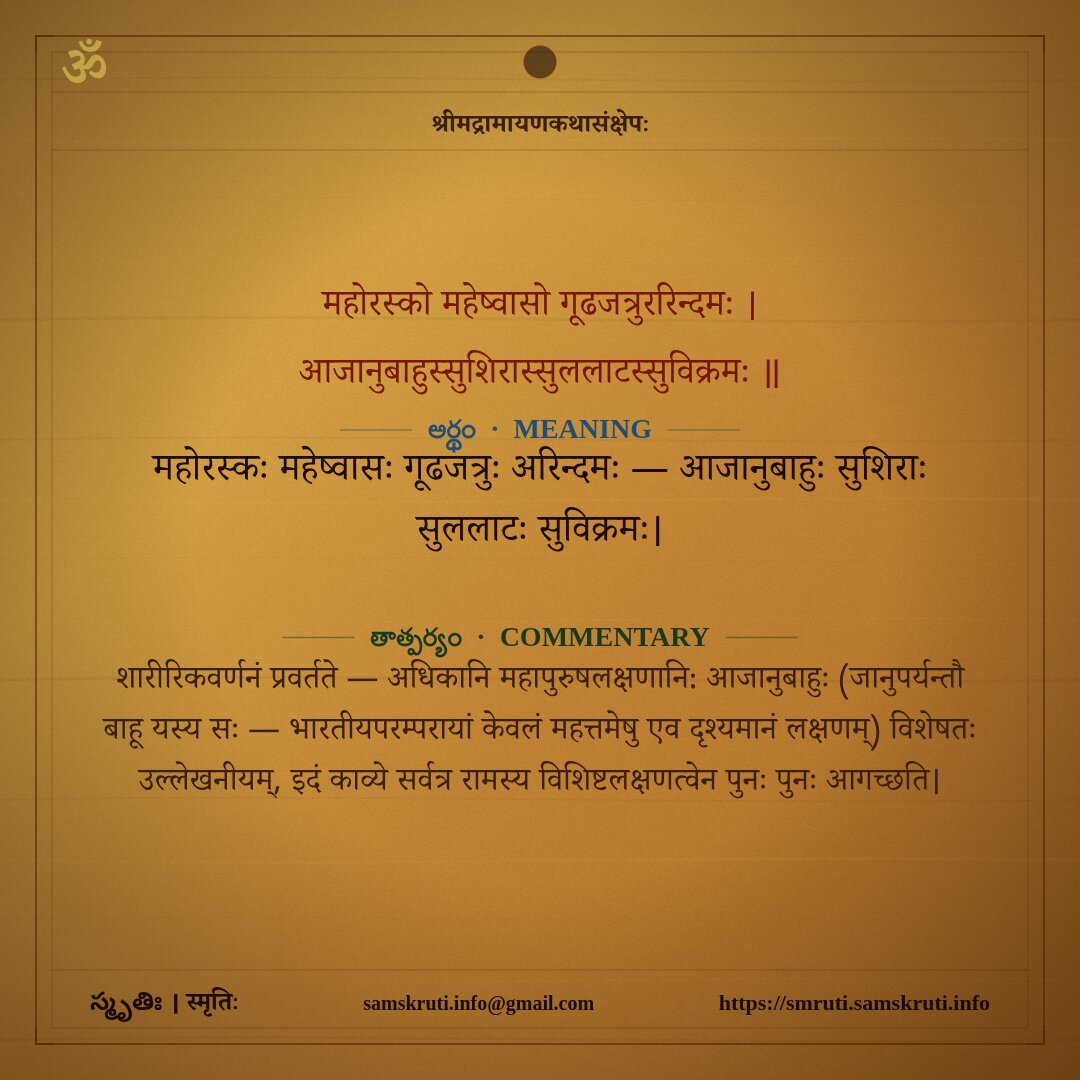 ॐ
श्रीमद्रामायणकथासंक्षेपः
महोरस्को महेष्वासो गूढजत्रुररिन्दमः |
आजानुबाहुस्सुशिरास्सुललाटस्सुविक्रमः ||
అర్థం · MEANING
महोरस्कः महेष्वासः गूढजत्रुः अरिन्दमः — आजानुबाहुः सुशिराः
सुललाटः सुविक्रमः|
తాత్పర్యం · COMMENTARY
शारीरिकवर्णनं प्रवर्तते — अधिकानि महापुरुषलक्षणानि: आजानुबाहुः (जानुपर्यन्तौ
बाहू यस्य सः — भारतीयपरम्परायां केवलं महत्तमेषु एव दृश्यमानं लक्षणम्) विशेषतः
उल्लेखनीयम्, इदं काव्ये सर्वत्र रामस्य विशिष्टलक्षणत्वेन पुनः पुनः आगच्छति|
స్మృతిః | स्मृतिः samskruti.info@gmail.com https://smruti.samskruti.info